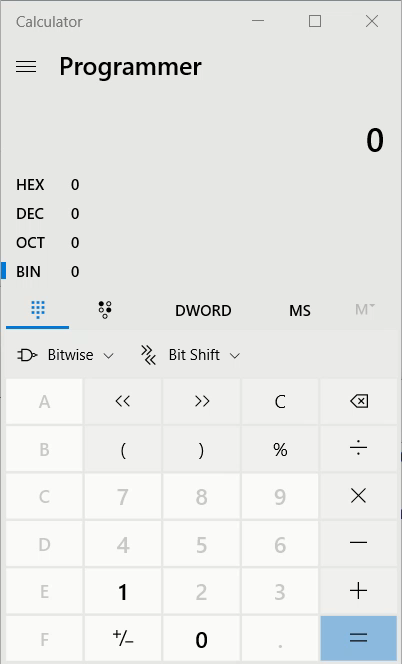 Calculator
Programmer
0
HEX 0
DEC 0
OCT 0
BIN 0
DWORD MS M
Bitwise Bit Shift
A << >> C
B ( ) % ÷
C 7 8 9 ×
D 4 5 6 −
E 1 2 3 +
F +/− 0 . =